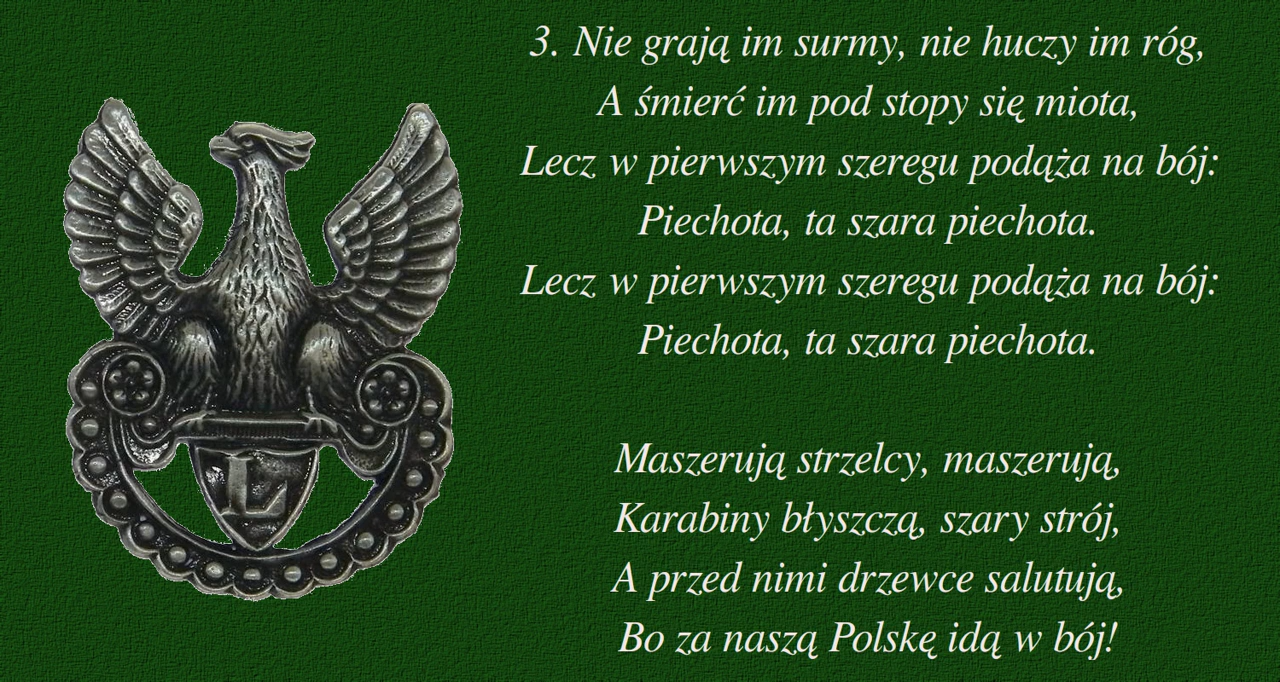 3. Nie grają im surmy, nie huczy im róg,
A śmierć im pod stopy się miota,
Lecz w pierwszym szeregu podąża na bój:
Piechota, ta szara piechota.
Lecz w pierwszym szeregu podąża na bój:
Piechota, ta szara piechota.
Maszerują strzelcy, maszerują,
Karabiny błyszczą, szary strój,
A przed nimi drzewce salutują,
Bo za naszą Polskę idą w bój!
L